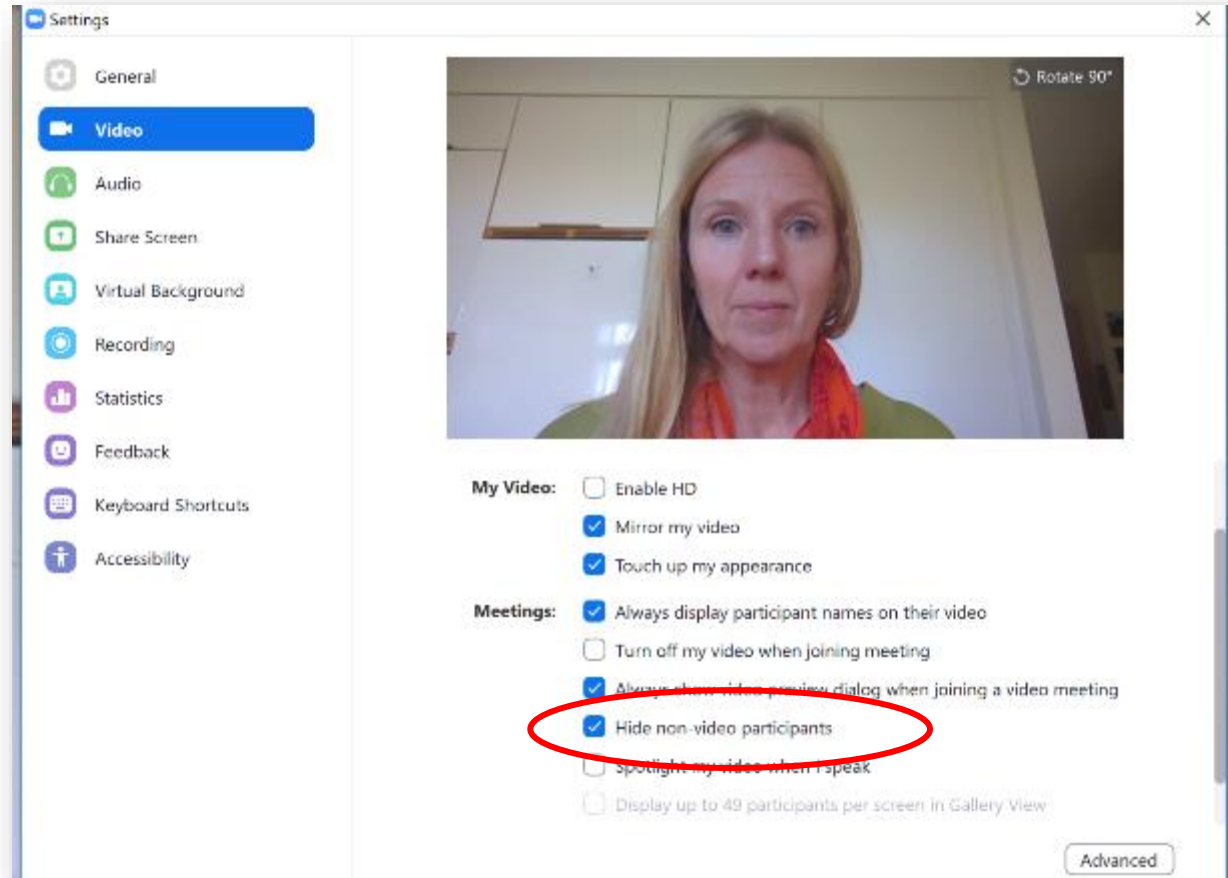 Settings
General
Video
Audio
Share Screen
Virtual Background
Recording
Statistics
Feedback
Keyboard Shortcuts
Accessibility
Rotate 90°
My Video: Enable HD
Mirror my video
Touch up my appearance
Meetings: Always display participant names on their video
Turn off my video when joining meeting
Always show video preview dialog when joining a video meeting
Hide non-video participants
Spotlight my video when I speak
Display up to 49 participants per screen in Gallery View
Advanced